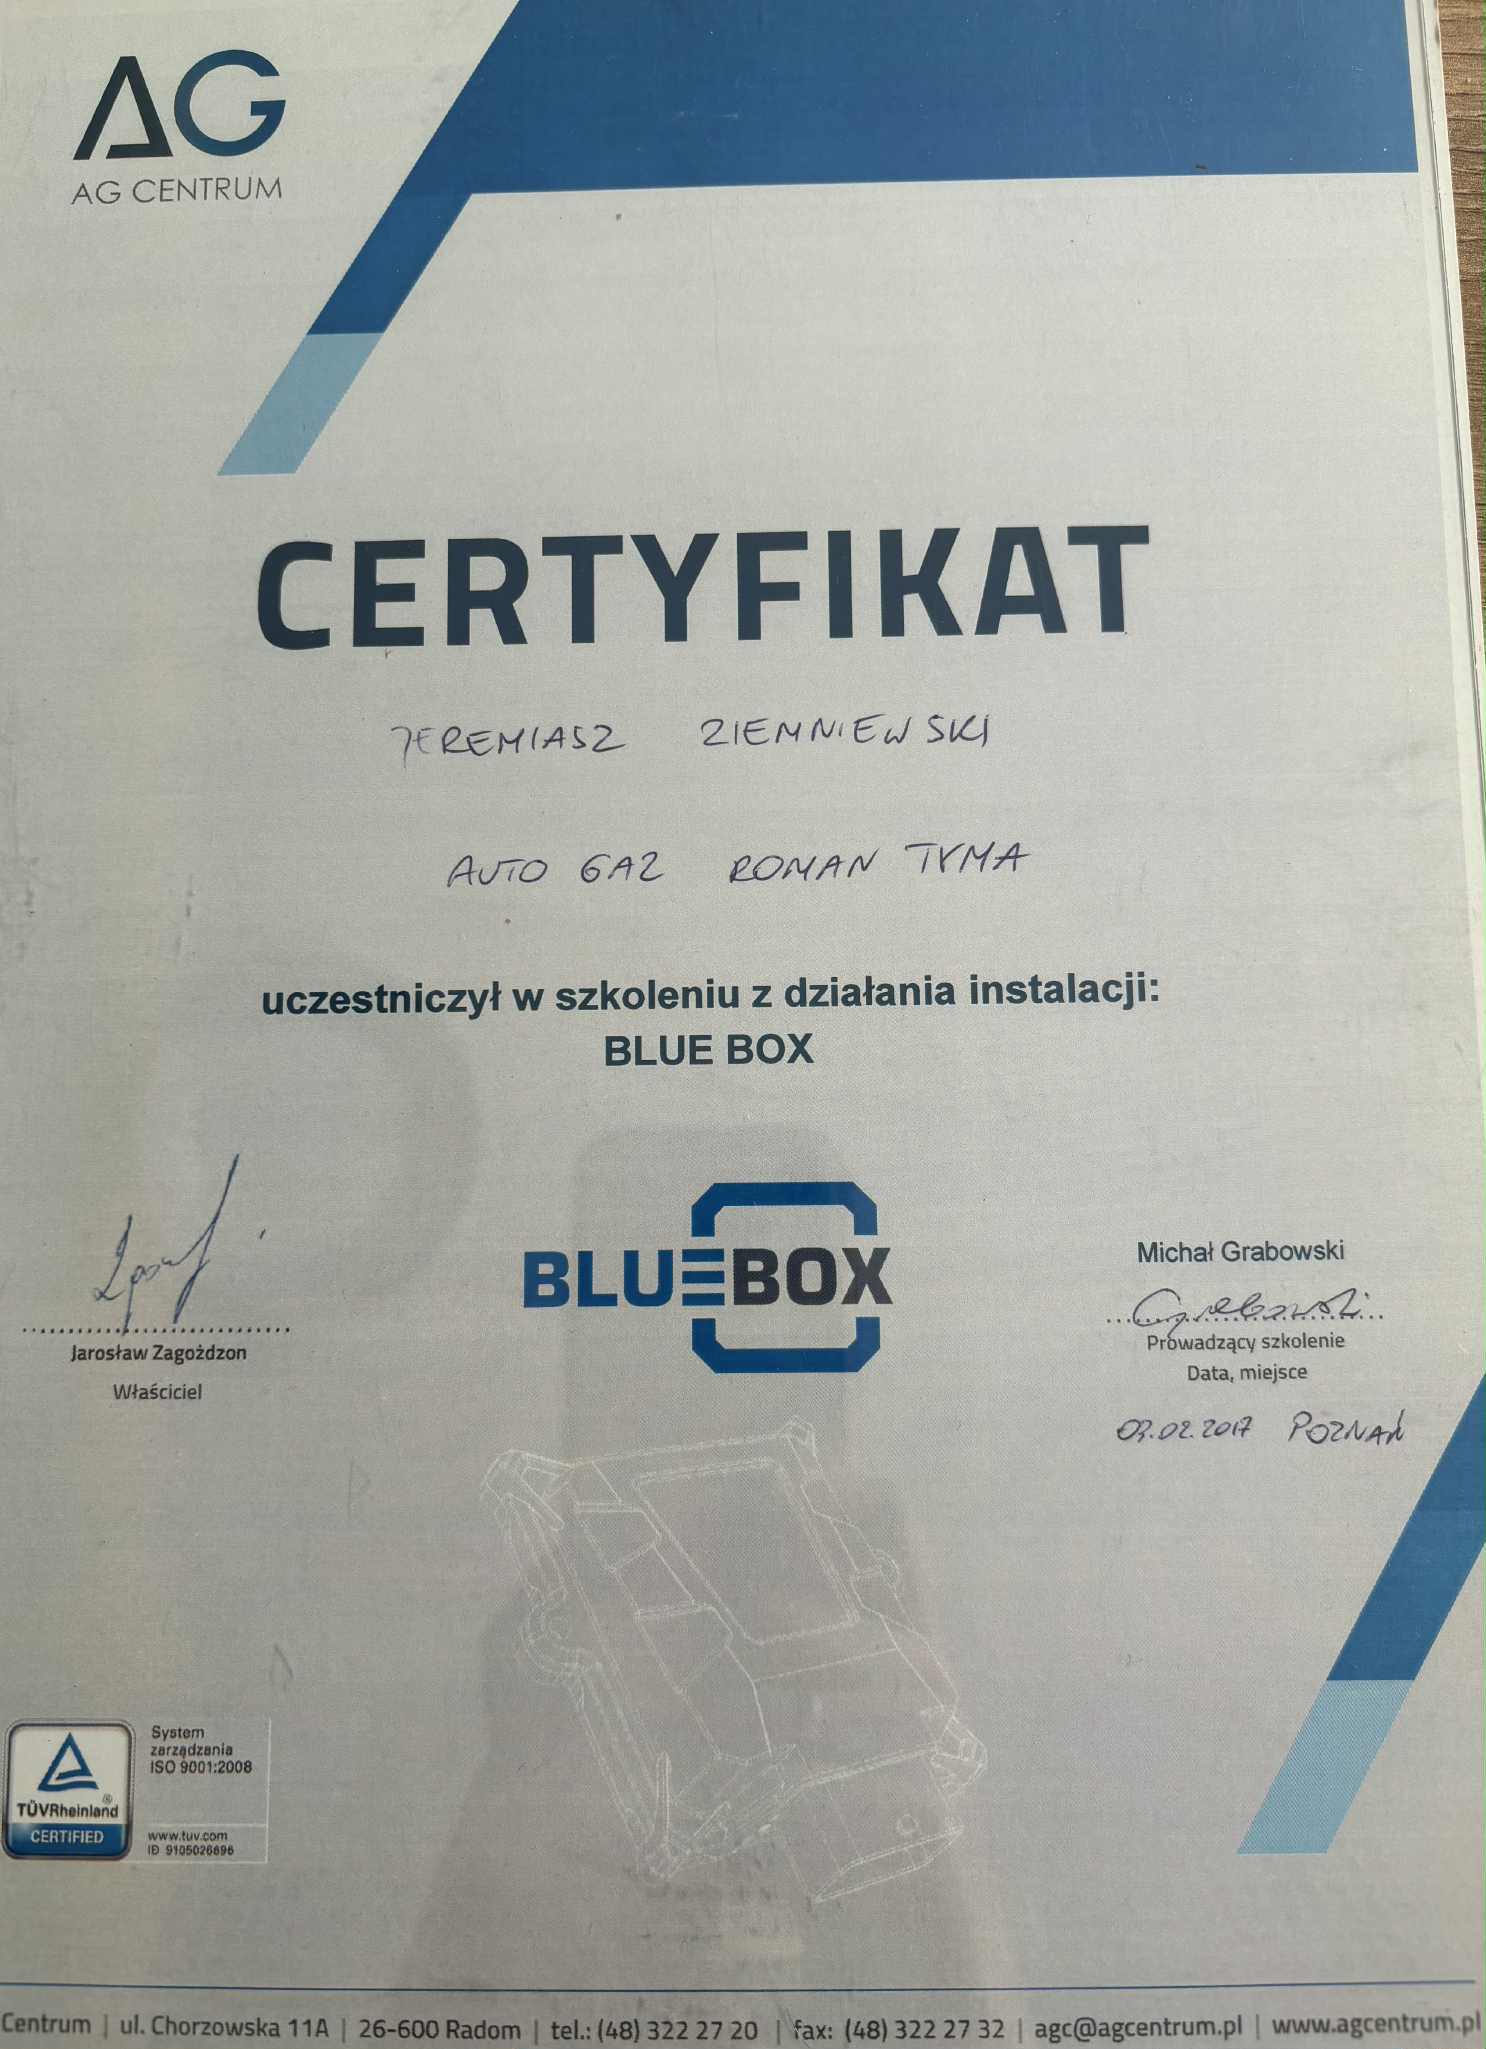 AG
AG CENTRUM
CERTYFIKAT
JEREMIASZ ZIEMNIEWSKI
AUTO GAZ ROMAN TYMA
uczestniczył w szkoleniu z działania instalacji:
BLUE BOX
BLUEBOX
Jarosław Zagożdzon
Właściciel
Michał Grabowski
Grabowski
Prowadzący szkolenie
Data, miejsce
03.02.2017 POZNAŃ
TÜVRheinland®
CERTIFIED
System
zarządzania
ISO 9001:2008
www.tuv.com
ID 9105026696
Centrum | ul. Chorzowska 11A | 26-600 Radom | tel.: (48) 322 27 20 | fax: (48) 322 27 32 | agc@agcentrum.pl | www.agcentrum.pl